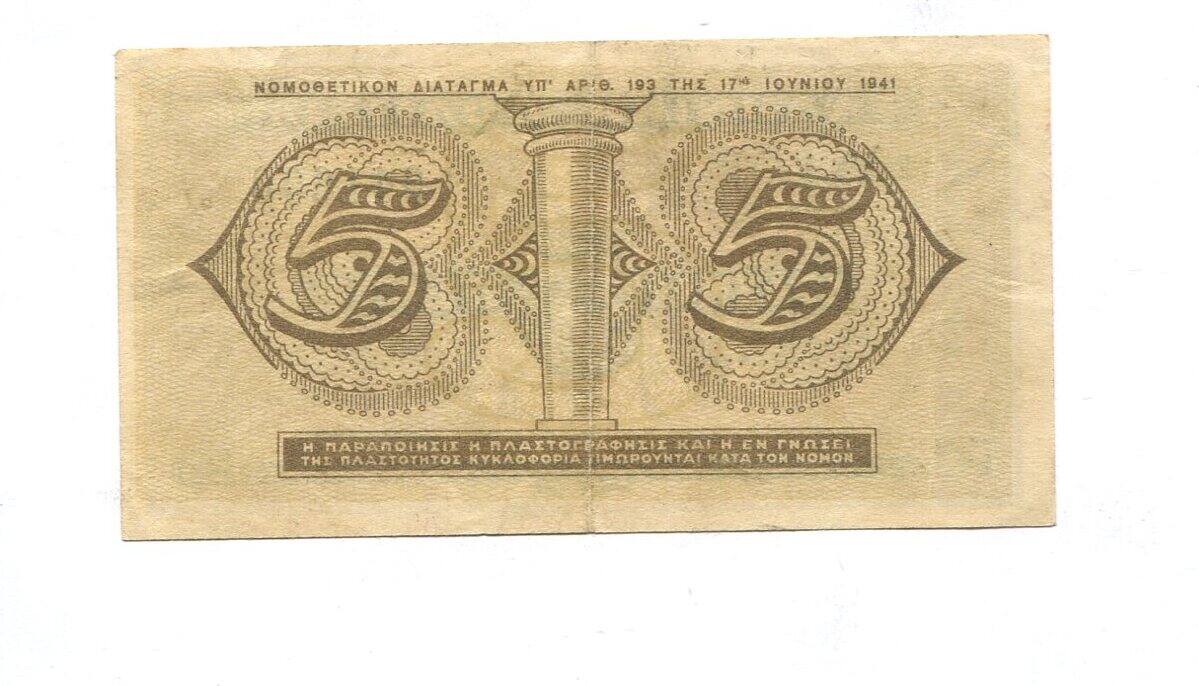 ΝΟΜΟΘΕΤΙΚΟΝ ΔΙΑΤΑΓΜΑ ΥΠ' ΑΡΙΘ. 193 ΤΗΣ 17ης ΙΟΥΝΙΟΥ 1941
5 5
Η ΠΑΡΑΠΟΙΗΣΙΣ Η ΠΛΑΣΤΟΓΡΑΦΗΣΙΣ ΚΑΙ Η ΕΝ ΓΝΩΣΕΙ
ΤΗΣ ΠΛΑΣΤΟΤΗΤΟΣ ΚΥΚΛΟΦΟΡΙΑ ΤΙΜΩΡΟΥΝΤΑΙ ΚΑΤΑ ΤΟΝ ΝΟΜΟΝ